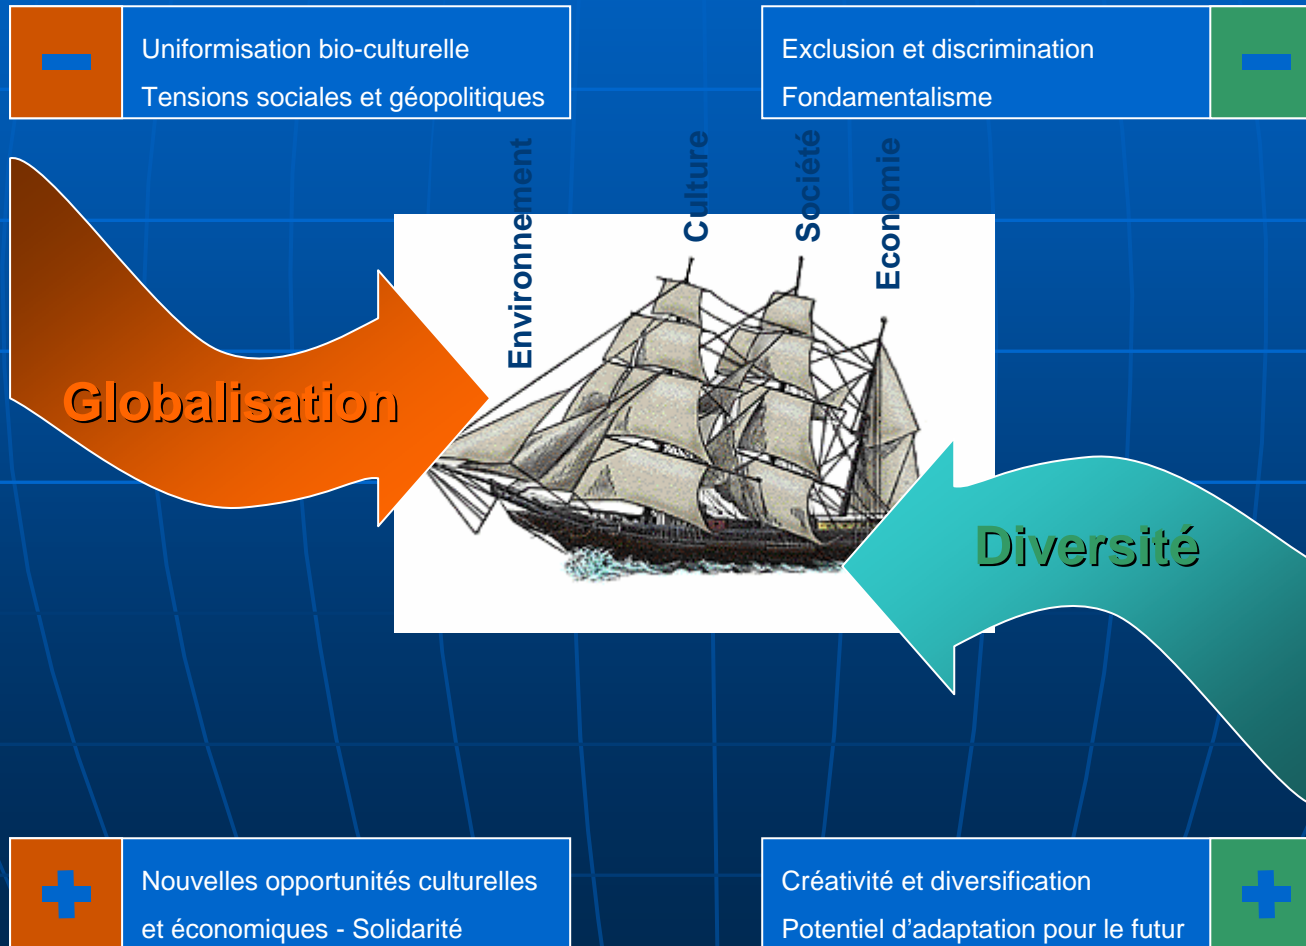 Uniformisation bio-culturelle
Tensions sociales et géopolitiques
Exclusion et discrimination
Fondamentalisme
Environnement
Culture
Société
Economie
Globalisation
Diversité
Nouvelles opportunités culturelles
et économiques - Solidarité
Créativité et diversification
Potentiel d’adaptation pour le futur